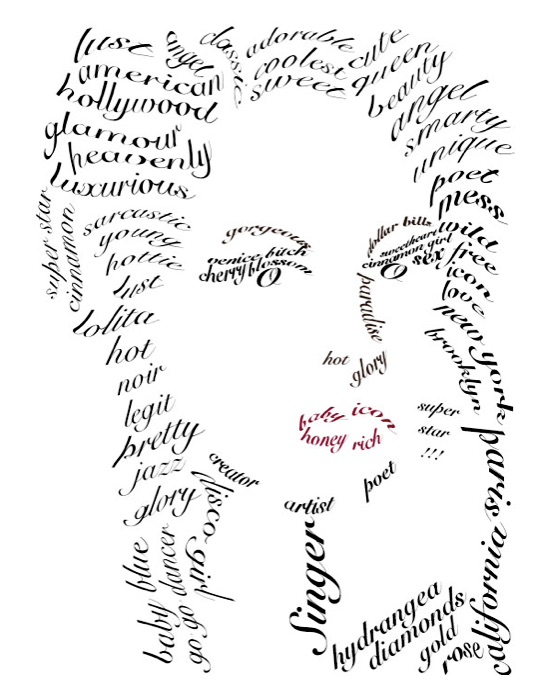 lust
angel
classic
adorable
cute
american
coolest
queen
hollywood
sweet
beauty
angel
glamour
smarty
heavenly
unique
luxurious
poet
mess
super star
cinnamon
sarcastic
young
hottie
lust
lolita
hot
noir
legit
pretty
jazz
glory
gorgeous
venice bitch
cherry blossom
O
dollar bills
sweetheart
cinnamon girl
O
sex
wild
free
icon
love
new york
brooklyn
paradise
hot
glory
baby icon
honey rich
super
star
!!!
paris
california
creator
disco-girl
baby blue
go go dancer
artist
poet
Singer
hydrangea
diamonds
gold
rose